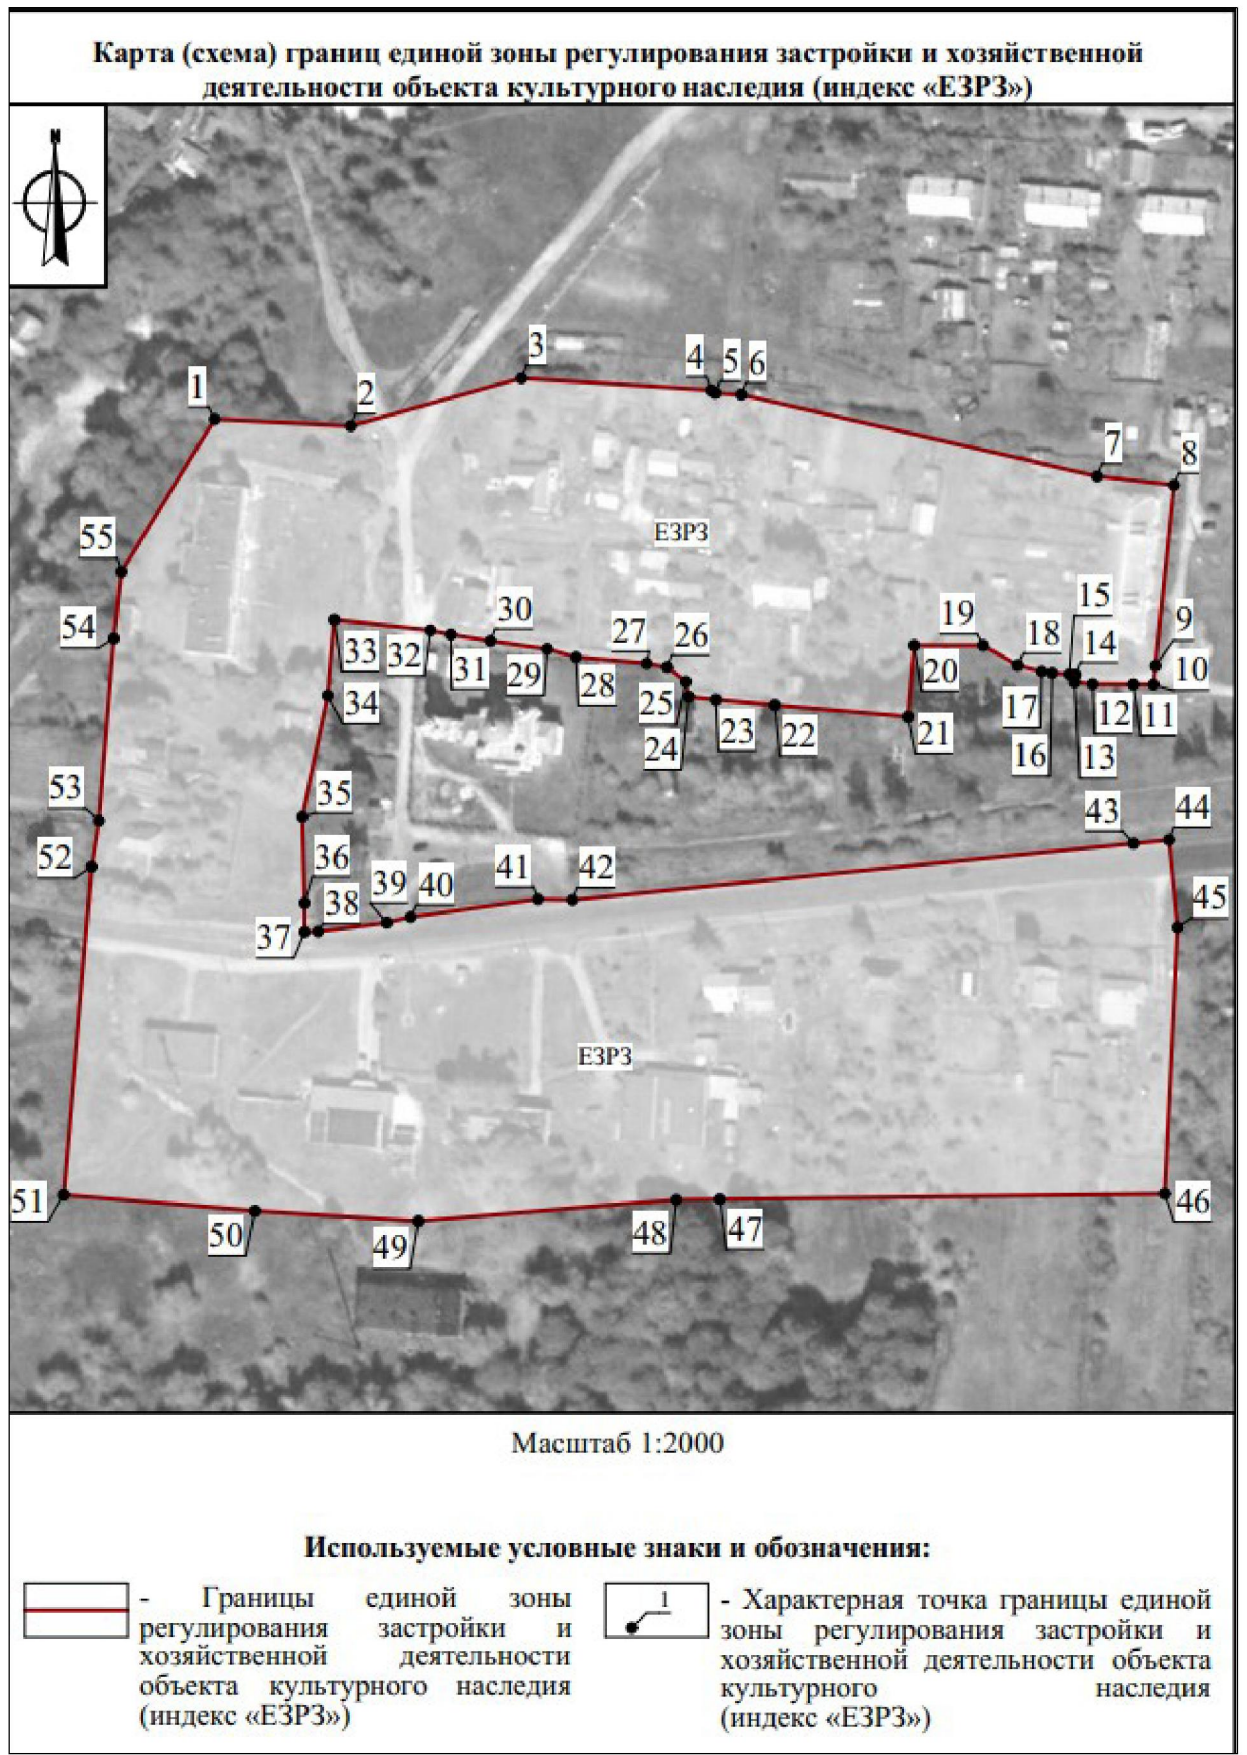 Карта (схема) границ единой зоны регулирования застройки и хозяйственной
деятельности объекта культурного наследия (индекс «ЕЗРЗ»)
N
3
4 5 6
1
2
7
8
ЕЗРЗ
55
54
30
15
19
9
33 32 31
29
28
27 26
18
14
10
20
34
25
24
23
22
21
17
16
13
12
11
53
35
43
44
52
36
39
40
41
42
45
37
38
ЕЗРЗ
51
50
49
48
47
46
Масштаб 1:2000
Используемые условные знаки и обозначения:
- Границы единой зоны
регулирования застройки и
хозяйственной деятельности
объекта культурного наследия
(индекс «ЕЗРЗ»)
1
- Характерная точка границы единой
зоны регулирования застройки и
хозяйственной деятельности объекта
культурного наследия
(индекс «ЕЗРЗ»)